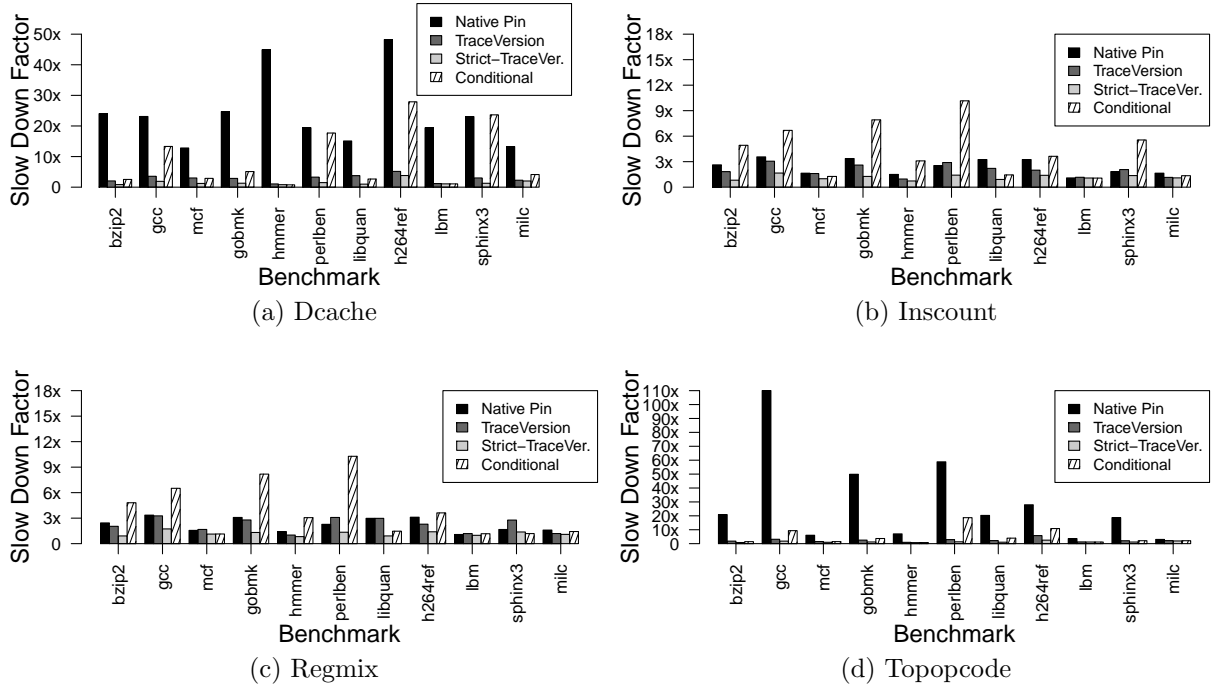 Slow Down Factor
50x
40x
30x
20x
10x
0
Native Pin
TraceVersion
Strict−TraceVer.
Conditional
bzip2
gcc
mcf
gobmk
hmmer
perlben
libquan
h264ref
lbm
sphinx3
milc
Benchmark
(a) Dcache
Slow Down Factor
18x
15x
12x
9x
6x
3x
0
Native Pin
TraceVersion
Strict−TraceVer.
Conditional
bzip2
gcc
mcf
gobmk
hmmer
perlben
libquan
h264ref
lbm
sphinx3
milc
Benchmark
(b) Inscount
Slow Down Factor
18x
15x
12x
9x
6x
3x
0
Native Pin
TraceVersion
Strict−TraceVer.
Conditional
bzip2
gcc
mcf
gobmk
hmmer
perlben
libquan
h264ref
lbm
sphinx3
milc
Benchmark
(c) Regmix
Slow Down Factor
110x
100x
90x
80x
70x
60x
50x
40x
30x
20x
10x
0
Native Pin
TraceVersion
Strict−TraceVer.
Conditional
bzip2
gcc
mcf
gobmk
hmmer
perlben
libquan
h264ref
lbm
sphinx3
milc
Benchmark
(d) Topopcode